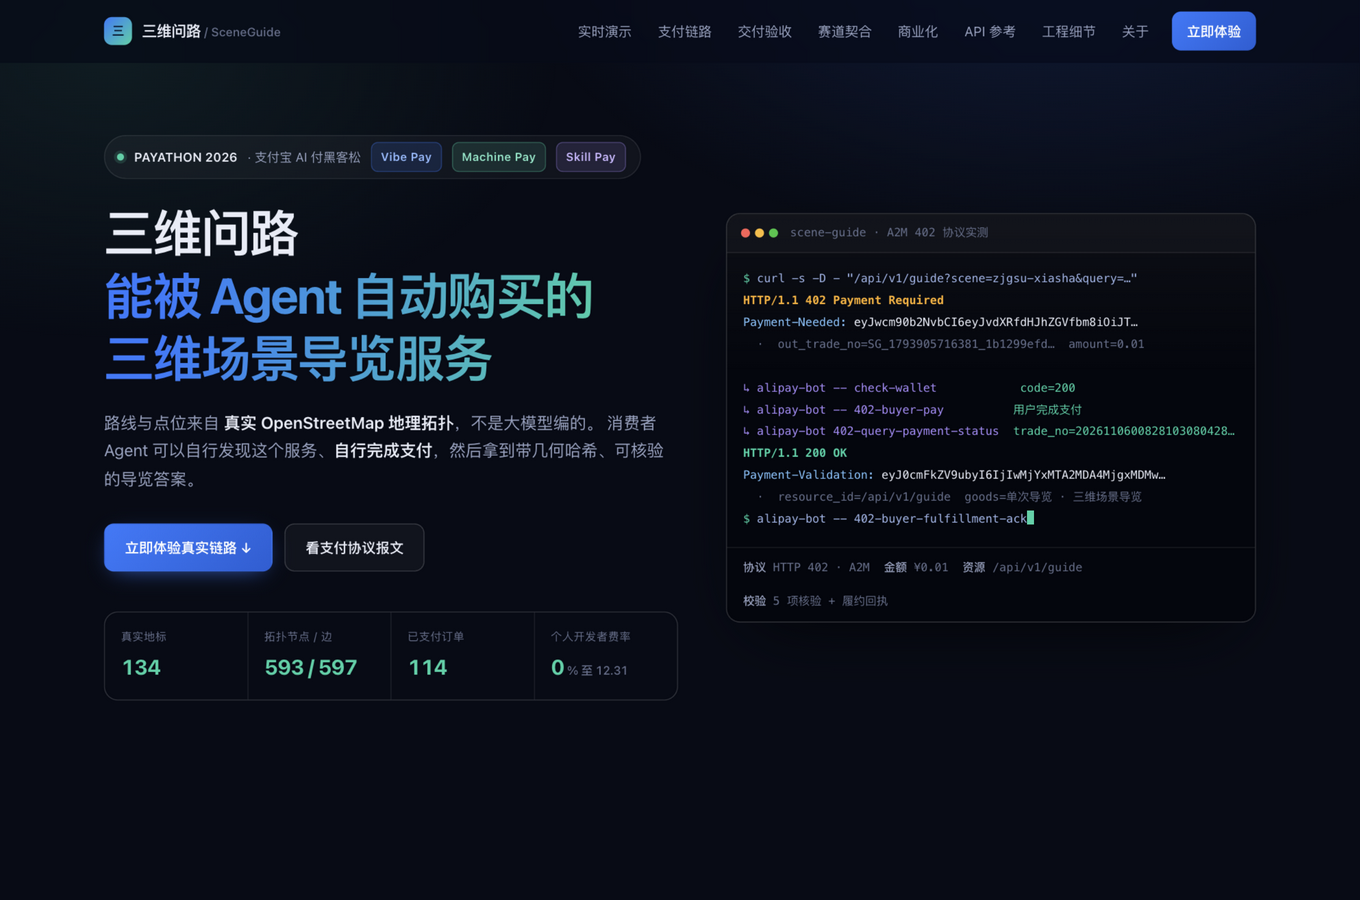 三 三维问路 / SceneGuide 实时演示 支付链路 交付验收 赛道契合 商业化 API 参考 工程细节 关于 立即体验
PAYATHON 2026 · 支付宝 AI 付黑客松 Vibe Pay Machine Pay Skill Pay
三维问路
能被 Agent 自动购买的
三维场景导览服务
路线与点位来自 真实 OpenStreetMap 地理拓扑，不是大模型编的。 消费者
Agent 可以自行发现这个服务、自行完成支付，然后拿到带几何哈希、可核验
的导览答案。
立即体验真实链路 ↓ 看支付协议报文
真实地标 拓扑节点 / 边 已支付订单 个人开发者费率
134 593 / 597 114 0 % 至 12.31
scene-guide · A2M 402 协议实测
$ curl -s -D - "/api/v1/guide?scene=zjgsu-xiasha&query=…"
HTTP/1.1 402 Payment Required
Payment-Needed: eyJwcm90b2NvbCI6eyJvdXRfdHJhZGVfbm8iOiJT…
· out_trade_no=SG_1793905716381_1b1299efd… amount=0.01
↳ alipay-bot -- check-wallet code=200
↳ alipay-bot -- 402-buyer-pay 用户完成支付
↳ alipay-bot 402-query-payment-status trade_no=2026110600828103080428…
HTTP/1.1 200 OK
Payment-Validation: eyJ0cmFkZV9ubyI6IjIwMjYxMTA2MDA4MjgxMDMw…
· resource_id=/api/v1/guide goods=单次导览 · 三维场景导览
$ alipay-bot -- 402-buyer-fulfillment-ack
协议 HTTP 402 · A2M 金额 ¥0.01 资源 /api/v1/guide
校验 5 项核验 + 履约回执